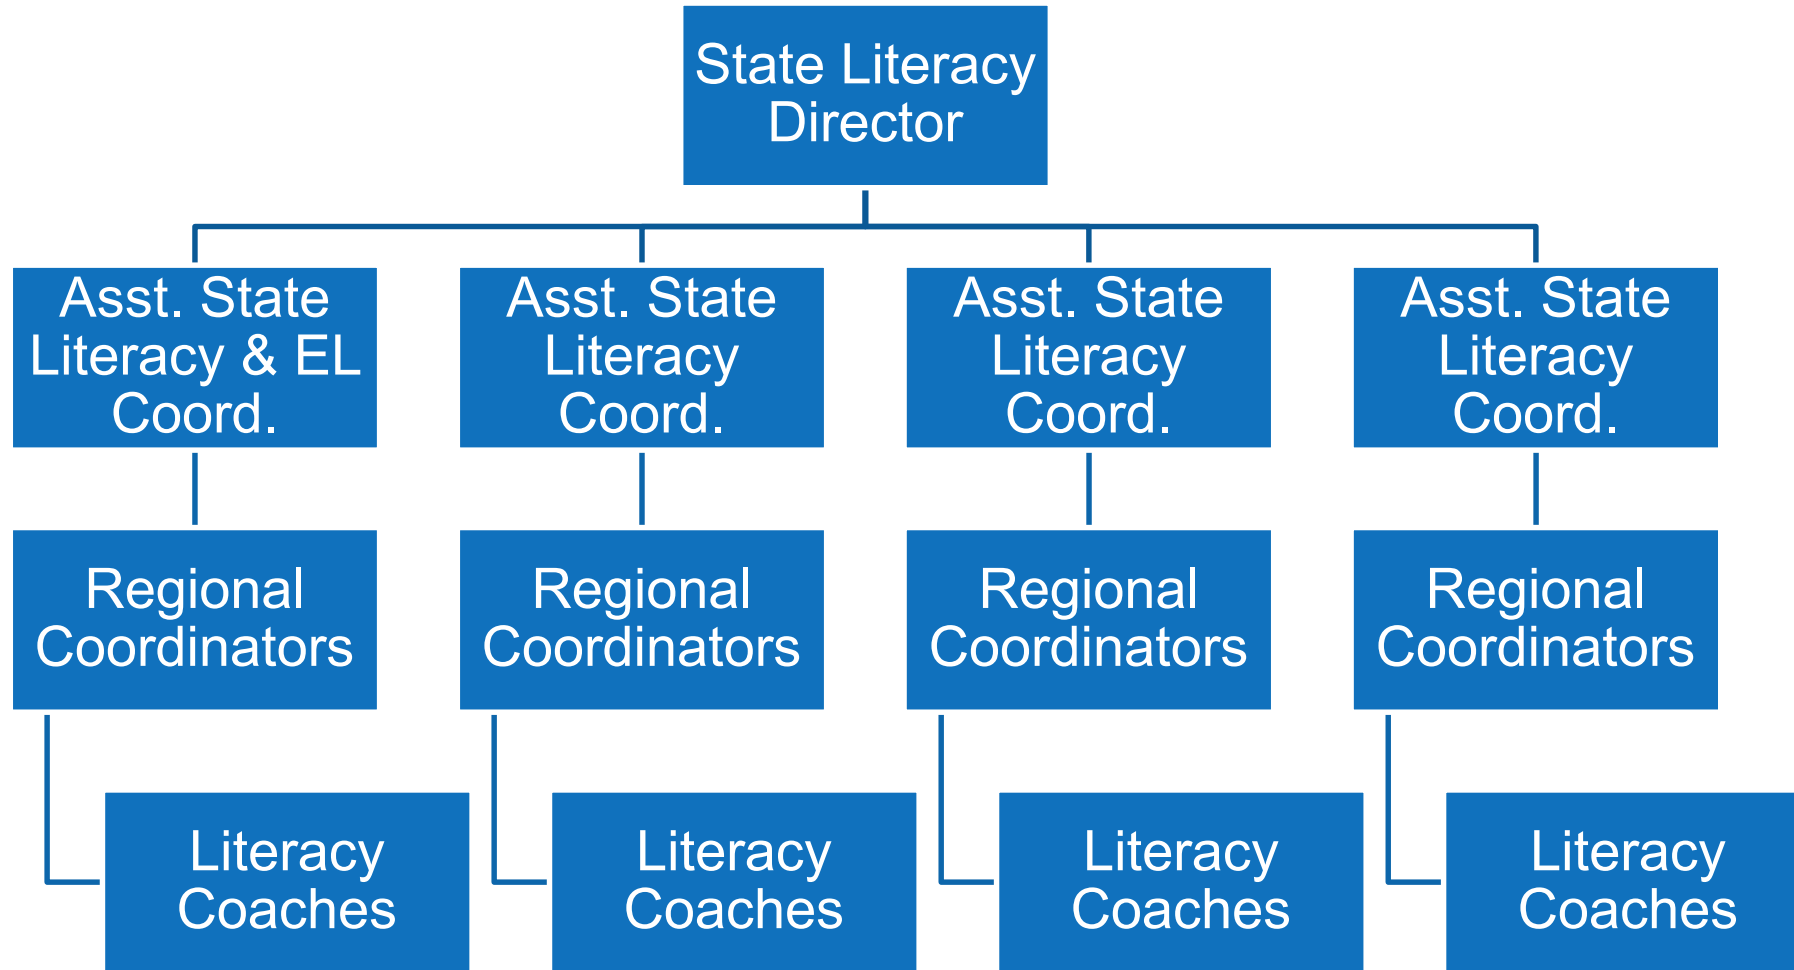 State Literacy
Director
Asst. State
Literacy & EL
Coord.
Asst. State
Literacy
Coord.
Asst. State
Literacy
Coord.
Asst. State
Literacy
Coord.
Regional
Coordinators
Regional
Coordinators
Regional
Coordinators
Regional
Coordinators
Literacy
Coaches
Literacy
Coaches
Literacy
Coaches
Literacy
Coaches